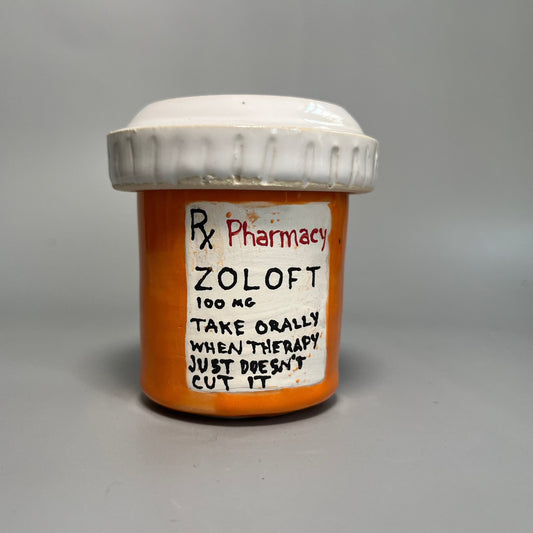 Rx Pharmacy
ZOLOFT
100 MG
TAKE ORALLY
WHEN THERAPY
JUST DOESN'T
CUT IT